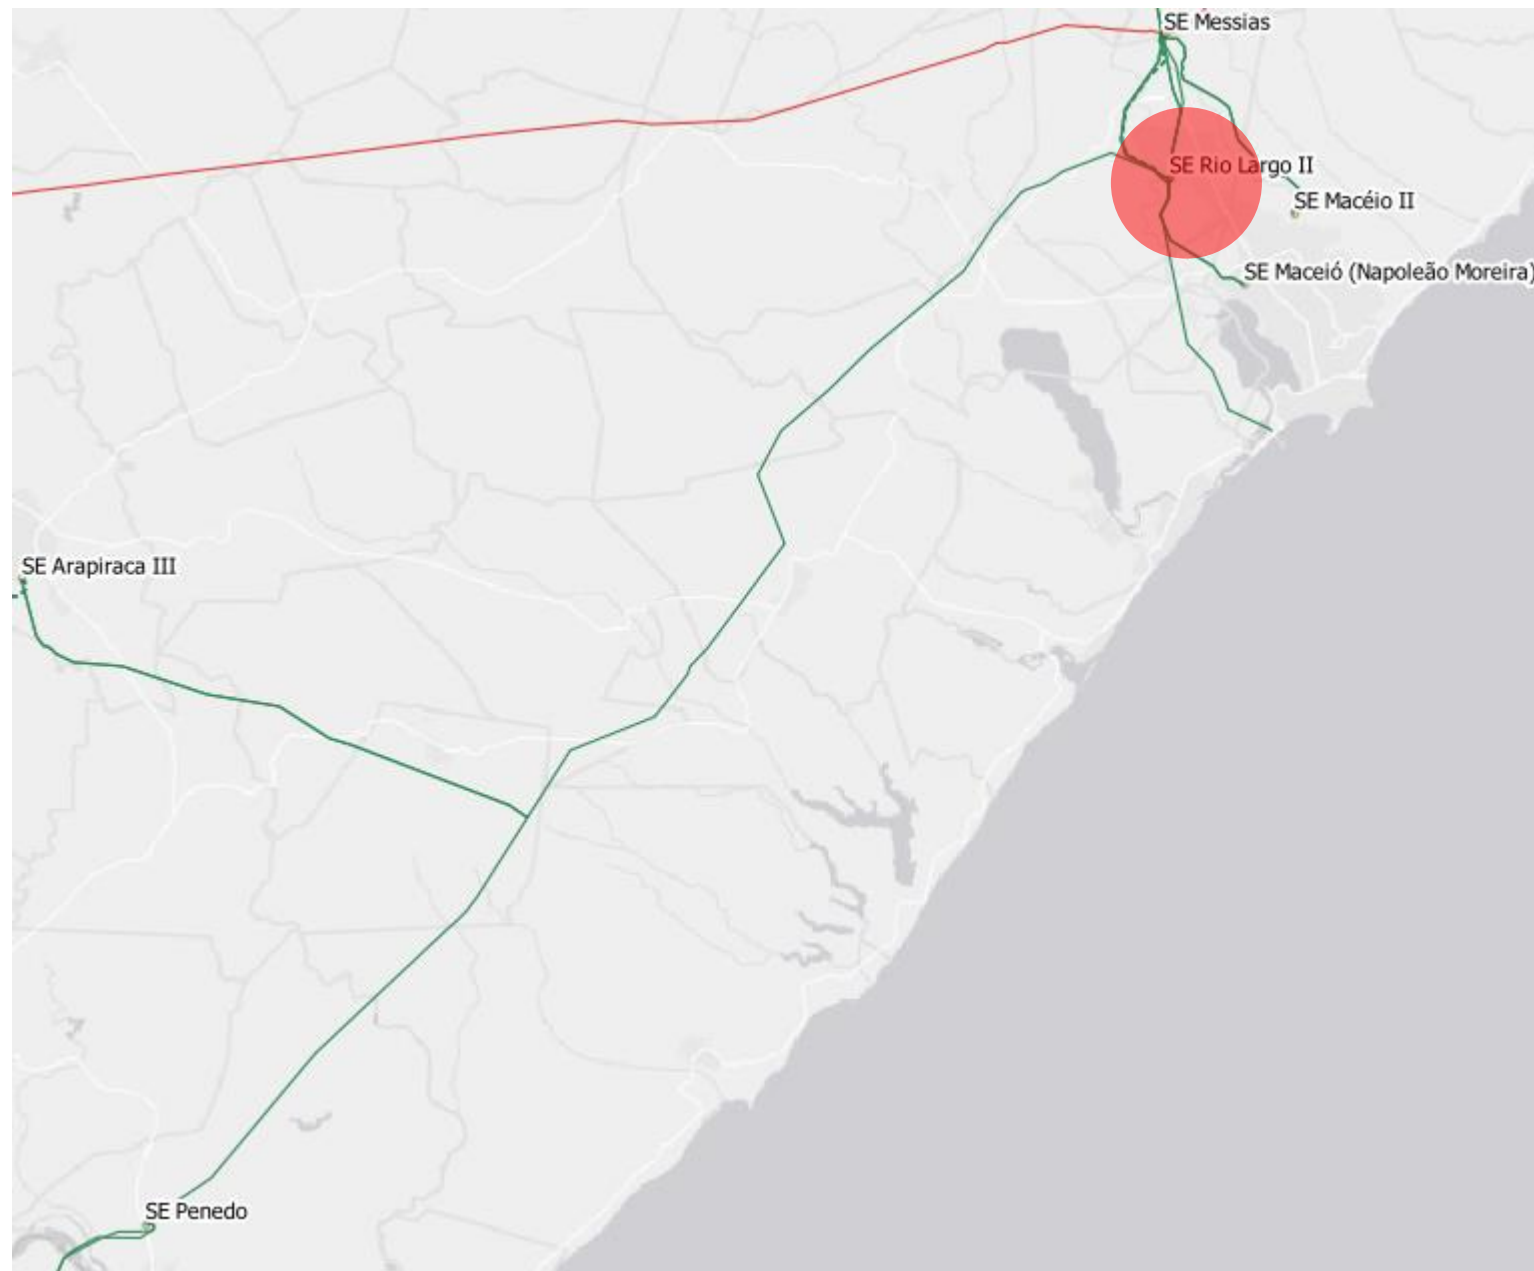 SE Messias
SE Rio Largo II
SE Macéio II
SE Maceió (Napoleão Moreira)
SE Arapiraca III
SE Penedo